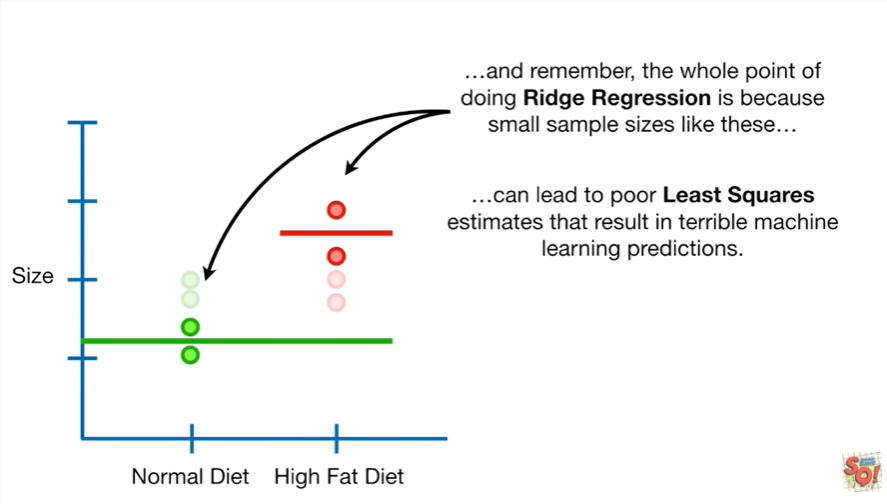 ...and remember, the whole point of
doing Ridge Regression is because
small sample sizes like these...
...can lead to poor Least Squares
estimates that result in terrible machine
learning predictions.
Size
Normal Diet High Fat Diet
SQ!